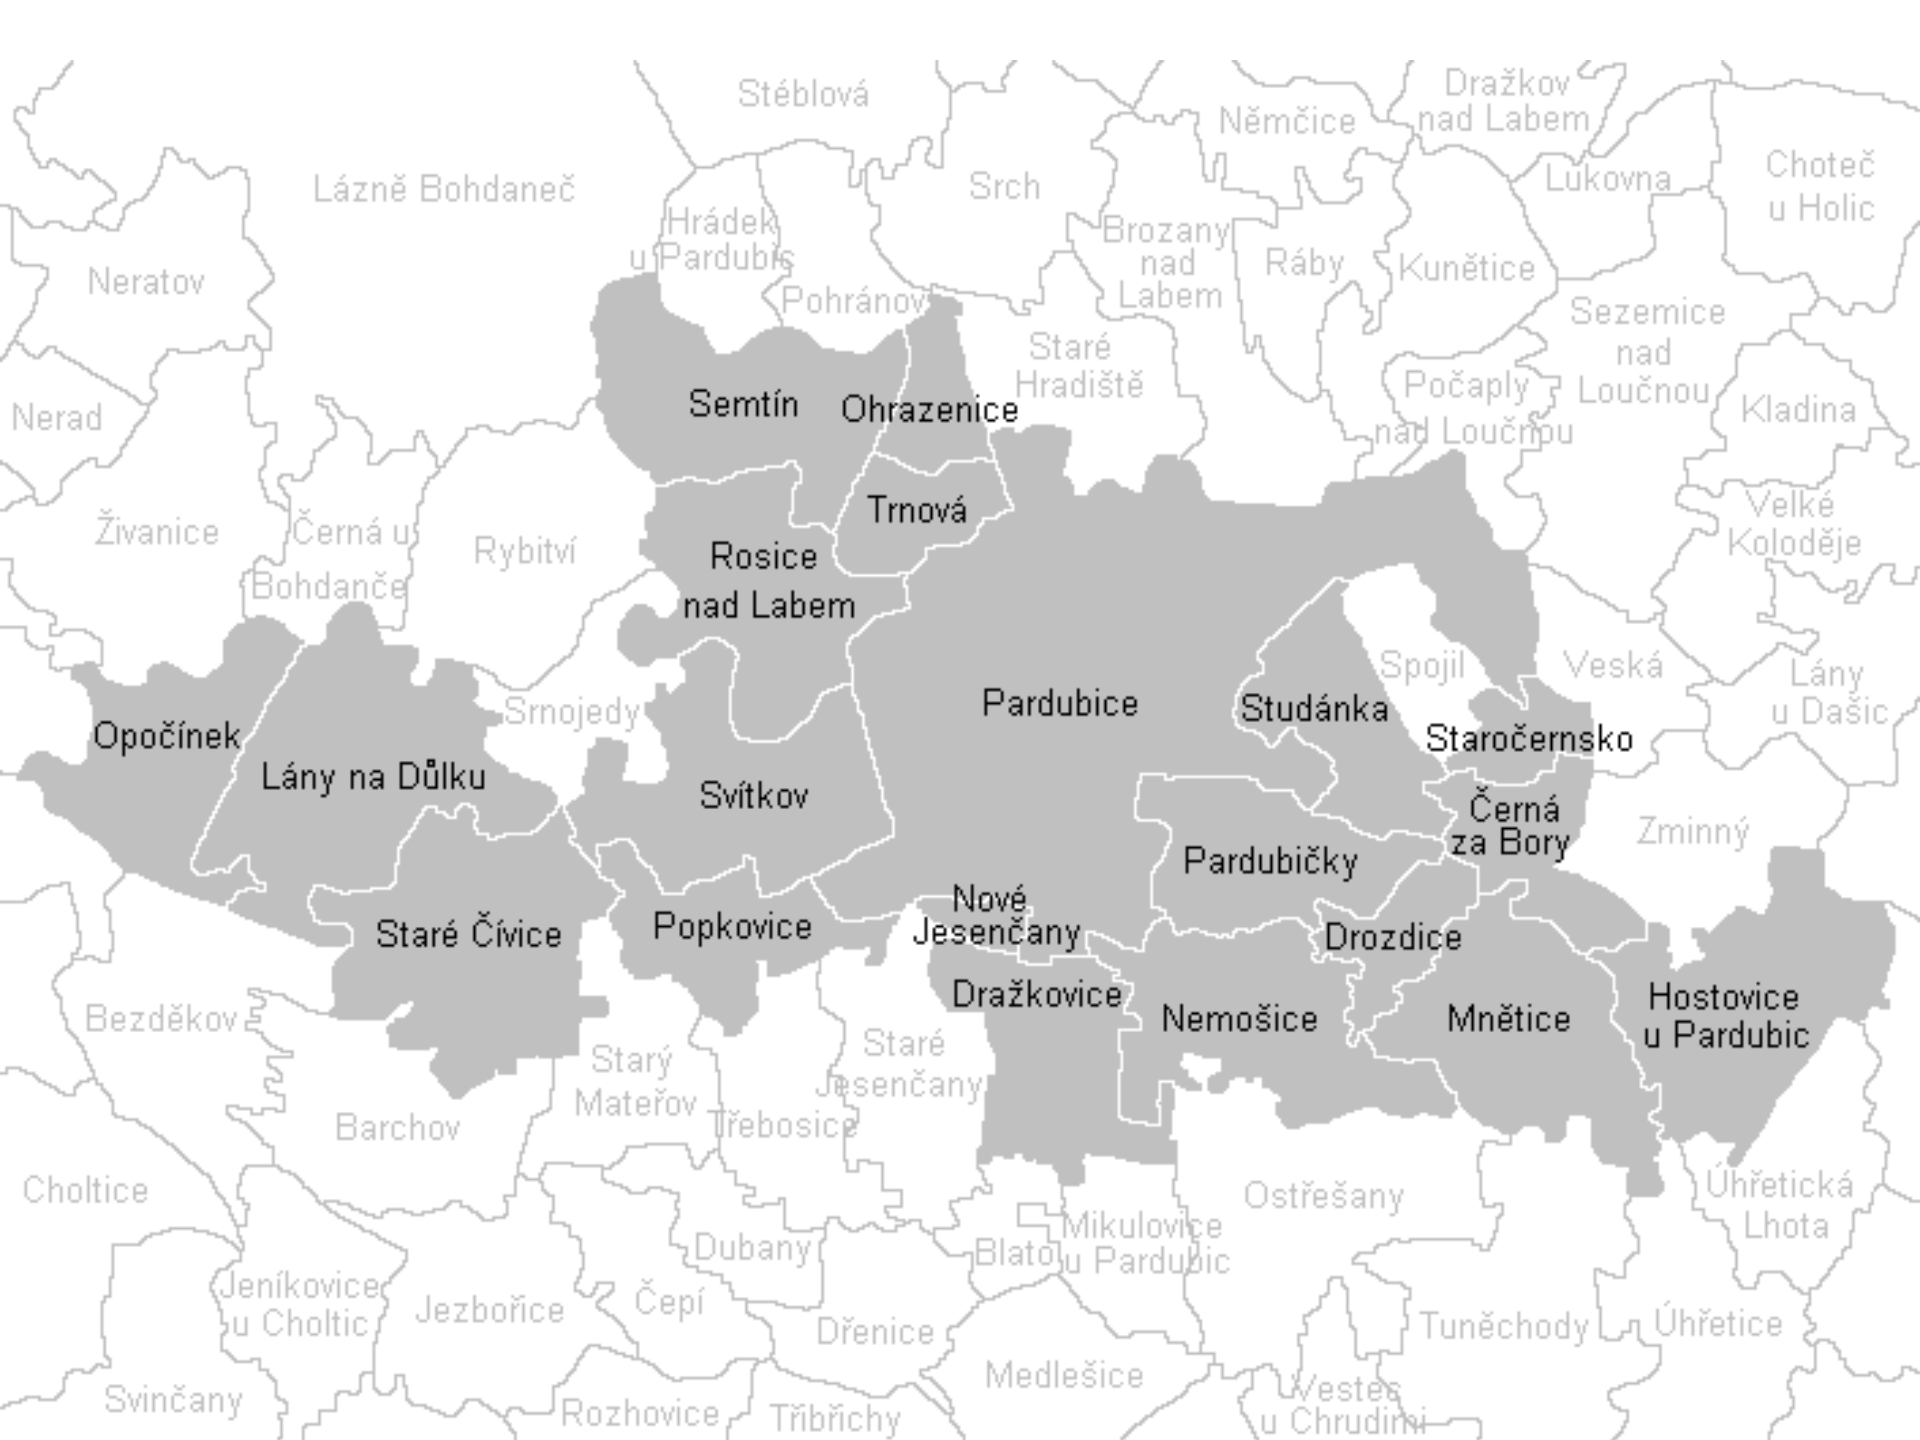 Stéblová
Dražkov
nad Labem
Němčice
Lázně Bohdaneč
Srch
Lukovna
Choteč
u Holic
Hrádek
u Pardubic
Brozany
nad
Labem
Ráby
Kunětice
Neratov
Pohránov
Sezemice
nad
Loučnou
Staré
Hradiště
Počaply
nad Loučnou
Nerad
Semtín
Ohrazenice
Kladina
Živanice
Černá u
Bohdanče
Rybitví
Trnová
Velké
Koloděje
Rosice
nad Labem
Opočínek
Srnojedy
Pardubice
Studánka
Spojil
Veská
Lány
u Dašic
Staročernsko
Lány na Důlku
Svítkov
Černá
za Bory
Zminný
Pardubičky
Staré Čívice
Popkovice
Nové
Jesenčany
Drozdice
Bezděkov
Dražkovice
Nemošice
Mnětice
Hostovice
u Pardubic
Barchov
Starý
Mateřov
Třebosice
Staré
Jesenčany
Choltice
Ostřešany
Úhřetická
Lhota
Dubany
Blato
Mikulovice
u Pardubic
Jeníkovice
u Choltic
Jezbořice
Čepí
Dřenice
Tuněchody
Úhřetice
Medlešice
Svinčany
Rozhovice
Třibřichy
Vestec
u Chrudimi